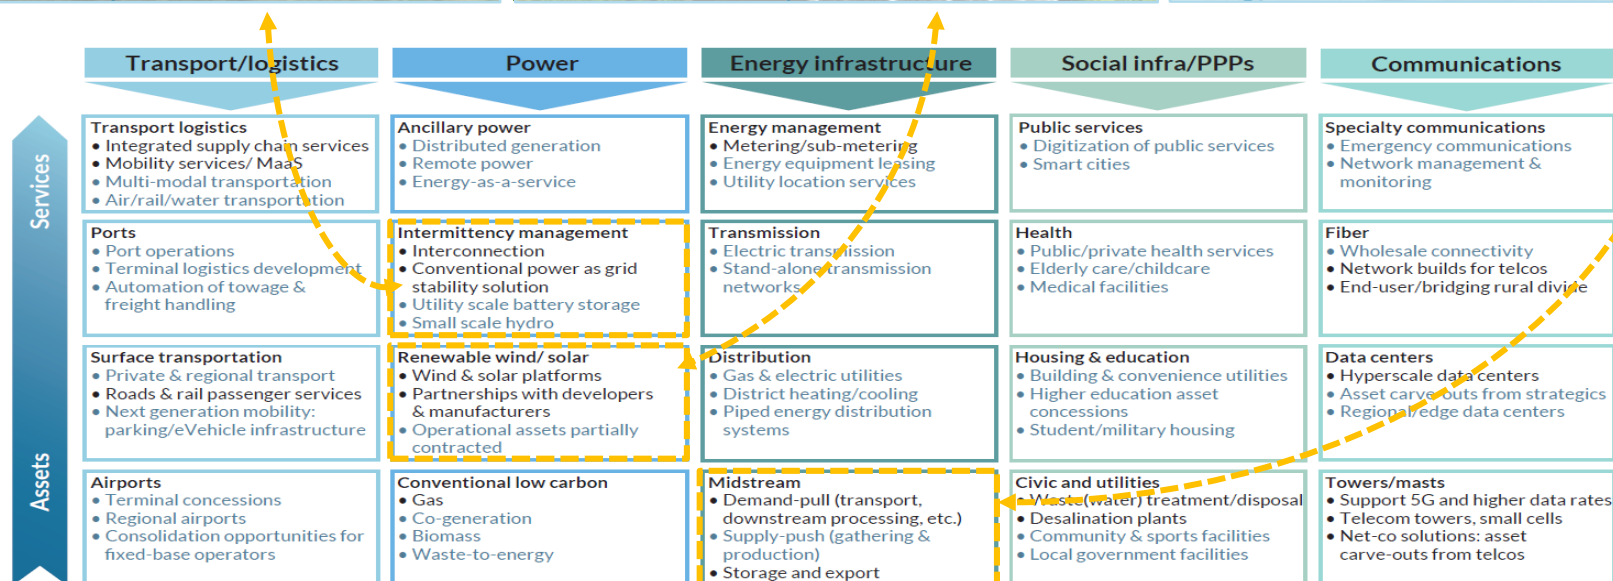 Transport/logistics
Power
Energy infrastructure
Social infra/PPPs
Communications
Services
Assets
Transport logistics
• Integrated supply chain services
• Mobility services/ MaaS
• Multi-modal transportation
• Air/rail/water transportation
Ancillary power
• Distributed generation
• Remote power
• Energy-as-a-service
Energy management
• Metering/sub-metering
• Energy equipment leasing
• Utility location services
Public services
• Digitization of public services
• Smart cities
Specialty communications
• Emergency communications
• Network management &
monitoring
Ports
• Port operations
• Terminal logistics development
• Automation of towage &
freight handling
Intermittency management
• Interconnection
• Conventional power as grid
stability solution
• Utility scale battery storage
• Small scale hydro
Transmission
• Electric transmission
• Stand-alone transmission
networks
Health
• Public/private health services
• Elderly care/childcare
• Medical facilities
Fiber
• Wholesale connectivity
• Network builds for telcos
• End-user/bridging rural divide
Surface transportation
• Private & regional transport
• Roads & rail passenger services
• Next generation mobility:
parking/eVehicle infrastructure
Renewable wind/ solar
• Wind & solar platforms
• Partnerships with developers
& manufacturers
• Operational assets partially
contracted
Distribution
• Gas & electric utilities
• District heating/cooling
• Piped energy distribution
systems
Housing & education
• Building & convenience utilities
• Higher education asset
concessions
• Student/military housing
Data centers
• Hyperscale data centers
• Asset carve-outs from strategics
• Regional/edge data centers
Airports
• Terminal concessions
• Regional airports
• Consolidation opportunities for
fixed-base operators
Conventional low carbon
• Gas
• Co-generation
• Biomass
• Waste-to-energy
Midstream
• Demand-pull (transport,
downstream processing, etc.)
• Supply-push (gathering &
production)
• Storage and export
Civic and utilities
• Waste(water) treatment/disposal
• Desalination plants
• Community & sports facilities
• Local government facilities
Towers/masts
• Support 5G and higher data rates
• Telecom towers, small cells
• Net-co solutions: asset
carve-outs from telcos